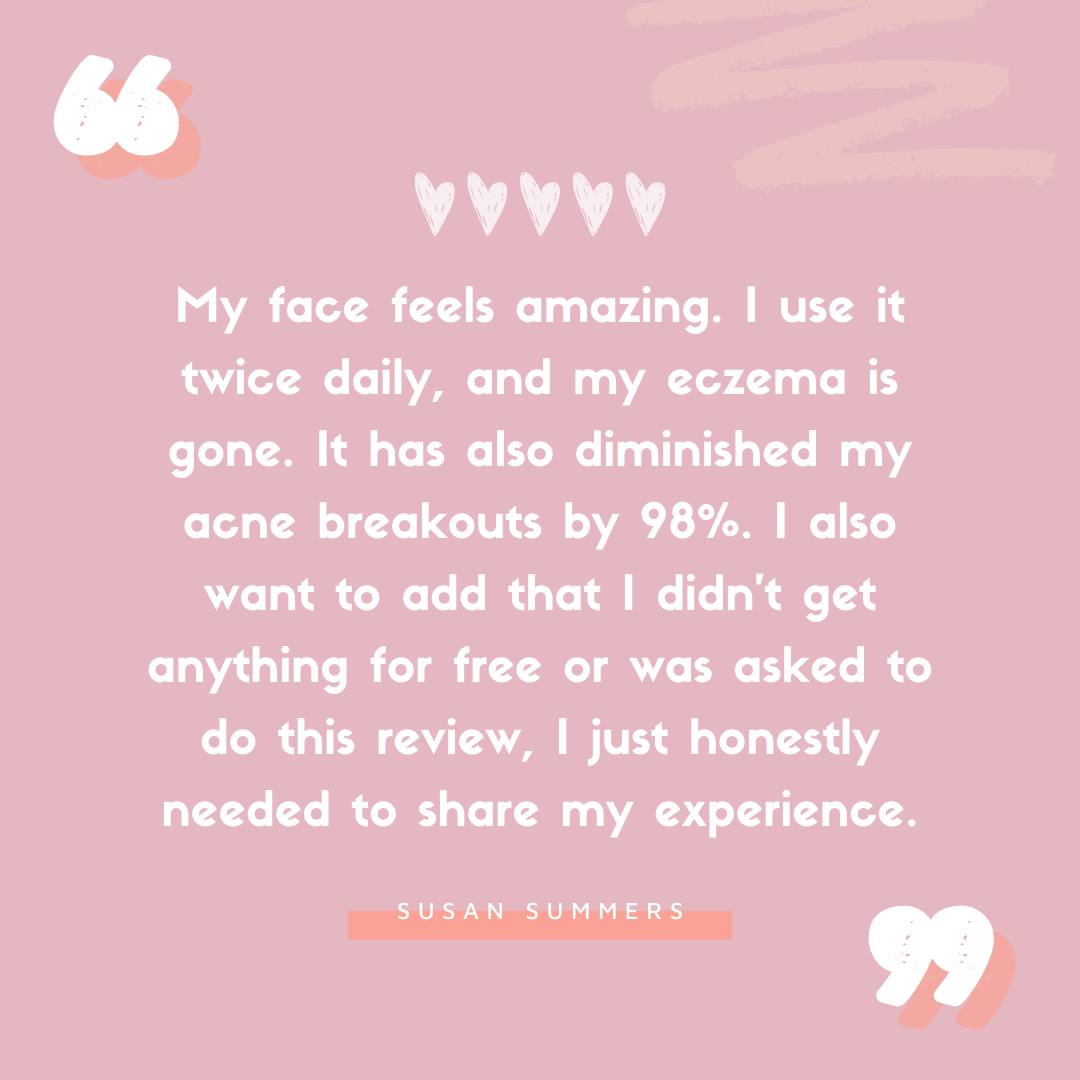 My face feels amazing. I use it
twice daily, and my eczema is
gone. It has also diminished my
acne breakouts by 98%. I also
want to add that I didn't get
anything for free or was asked to
do this review, I just honestly
needed to share my experience.
SUSAN SUMMERS